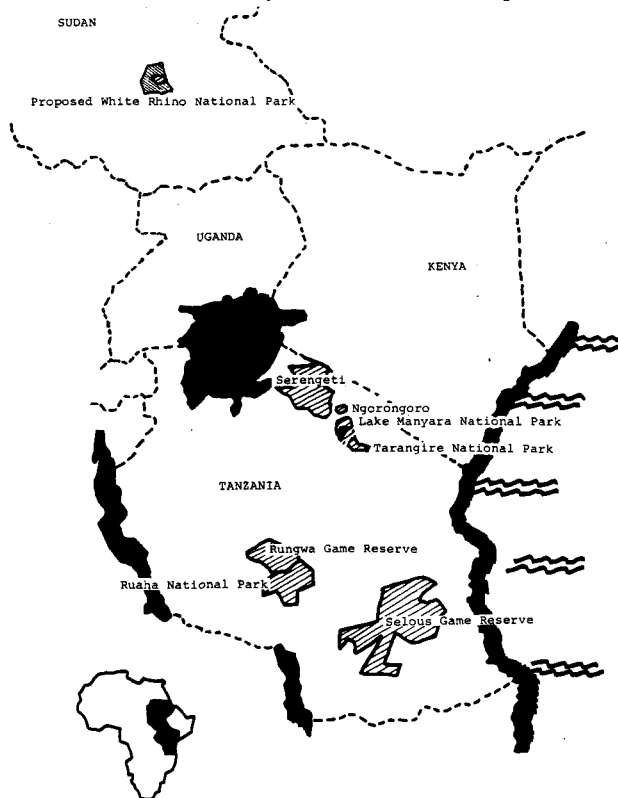 SUDAN
Proposed White Rhino National Park
UGANDA
KENYA
Serengeti
Ngorongoro
Lake Manyara National Park
Tarangire National Park
TANZANIA
Rungwa Game Reserve
Ruaha National Park
Selous Game Reserve